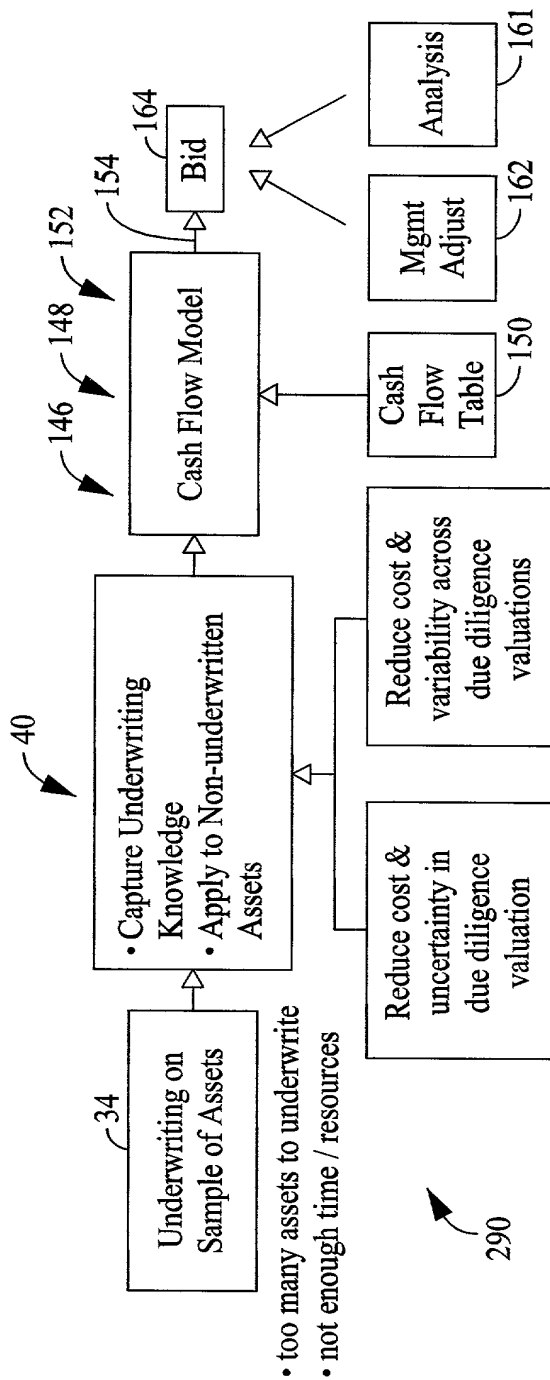 40
146
148
152
154
164
34
Underwriting on
Sample of Assets
• too many assets to underwrite
• not enough time / resources
• Capture Underwriting
Knowledge
• Apply to Non-underwritten
Assets
Cash Flow Model
Bid
Reduce cost &
uncertainty in
due diligence
valuation
Reduce cost &
variability across
due diligence
valuations
Cash
Flow
Table
150
Mgmt
Adjust
162
Analysis
161
290